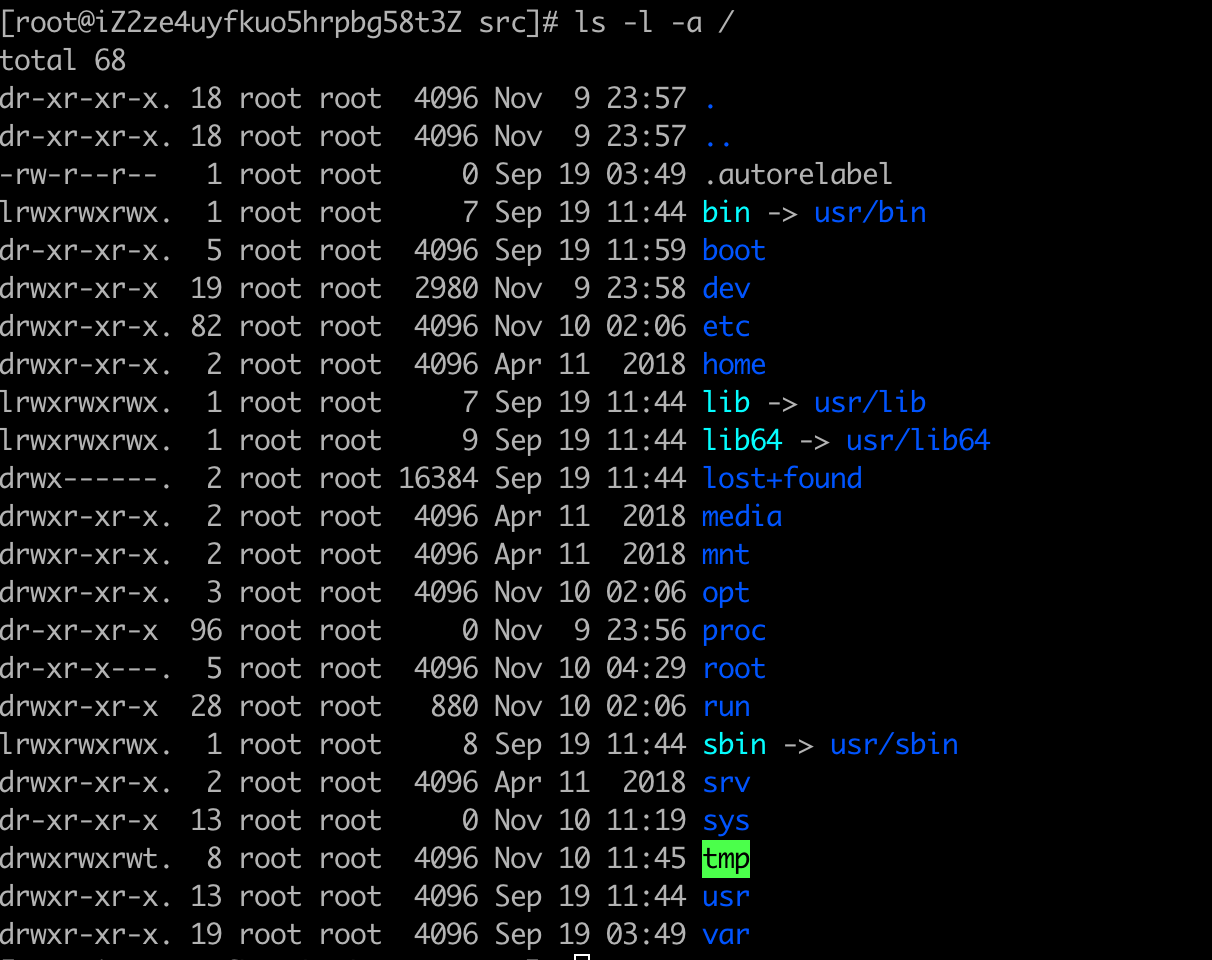 [root@iZ2ze4uyfkuo5hrpbg58t3Z src]# ls -l -a /
total 68
dr-xr-xr-x. 18 root root  4096 Nov  9 23:57 .
dr-xr-xr-x. 18 root root  4096 Nov  9 23:57 ..
-rw-r--r--   1 root root     0 Sep 19 03:49 .autorelabel
lrwxrwxrwx.  1 root root     7 Sep 19 11:44 bin -> usr/bin
dr-xr-xr-x.  5 root root  4096 Sep 19 11:59 boot
drwxr-xr-x  19 root root  2980 Nov  9 23:58 dev
drwxr-xr-x. 82 root root  4096 Nov 10 02:06 etc
drwxr-xr-x.  2 root root  4096 Apr 11  2018 home
lrwxrwxrwx.  1 root root     7 Sep 19 11:44 lib -> usr/lib
lrwxrwxrwx.  1 root root     9 Sep 19 11:44 lib64 -> usr/lib64
drwx------.  2 root root 16384 Sep 19 11:44 lost+found
drwxr-xr-x.  2 root root  4096 Apr 11  2018 media
drwxr-xr-x.  2 root root  4096 Apr 11  2018 mnt
drwxr-xr-x.  3 root root  4096 Nov 10 02:06 opt
dr-xr-xr-x  96 root root     0 Nov  9 23:56 proc
dr-xr-x---.  5 root root  4096 Nov 10 04:29 root
drwxr-xr-x  28 root root   880 Nov 10 02:06 run
lrwxrwxrwx.  1 root root     8 Sep 19 11:44 sbin -> usr/sbin
drwxr-xr-x.  2 root root  4096 Apr 11  2018 srv
dr-xr-xr-x  13 root root     0 Nov 10 11:19 sys
drwxrwxrwt.  8 root root  4096 Nov 10 11:45 tmp
drwxr-xr-x. 13 root root  4096 Sep 19 11:44 usr
drwxr-xr-x. 19 root root  4096 Sep 19 03:49 var